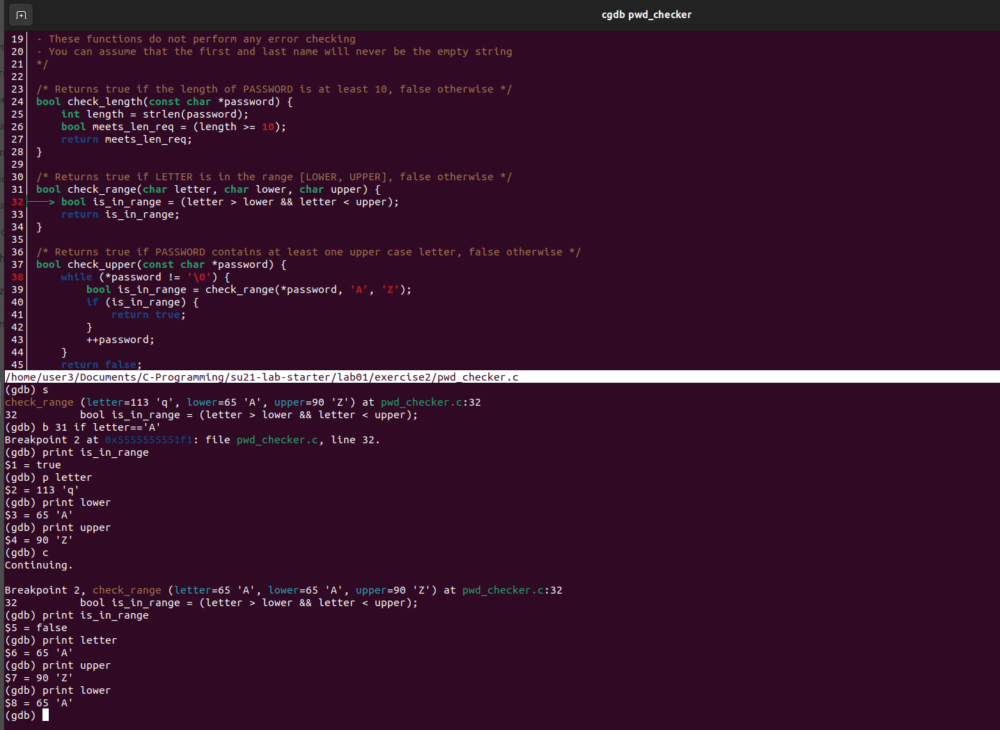 cgdb pwd_checker
19 - These functions do not perform any error checking
20 - You can assume that the first and last name will never be the empty string
21 */
22
23 /* Returns true if the length of PASSWORD is at least 10, false otherwise */
24 bool check_length(const char *password) {
25     int length = strlen(password);
26     bool meets_len_req = (length >= 10);
27     return meets_len_req;
28 }
29
30 /* Returns true if LETTER is in the range [LOWER, UPPER], false otherwise */
31 bool check_range(char letter, char lower, char upper) {
32 ──> bool is_in_range = (letter > lower && letter < upper);
33     return is_in_range;
34 }
35
36 /* Returns true if PASSWORD contains at least one upper case letter, false otherwise */
37 bool check_upper(const char *password) {
38     while (*password != '\0') {
39         bool is_in_range = check_range(*password, 'A', 'Z');
40         if (is_in_range) {
41             return true;
42         }
43         ++password;
44     }
45     return false;
/home/user3/Documents/C-Programming/su21-lab-starter/lab01/exercise2/pwd_checker.c
(gdb) s
check_range (letter=113 'q', lower=65 'A', upper=90 'Z') at pwd_checker.c:32
32          bool is_in_range = (letter > lower && letter < upper);
(gdb) b 31 if letter=='A'
Breakpoint 2 at 0x5555555551f1: file pwd_checker.c, line 32.
(gdb) print is_in_range
$1 = true
(gdb) p letter
$2 = 113 'q'
(gdb) print lower
$3 = 65 'A'
(gdb) print upper
$4 = 90 'Z'
(gdb) c
Continuing.

Breakpoint 2, check_range (letter=65 'A', lower=65 'A', upper=90 'Z') at pwd_checker.c:32
32          bool is_in_range = (letter > lower && letter < upper);
(gdb) print is_in_range
$5 = false
(gdb) print letter
$6 = 65 'A'
(gdb) print upper
$7 = 90 'Z'
(gdb) print lower
$8 = 65 'A'
(gdb)